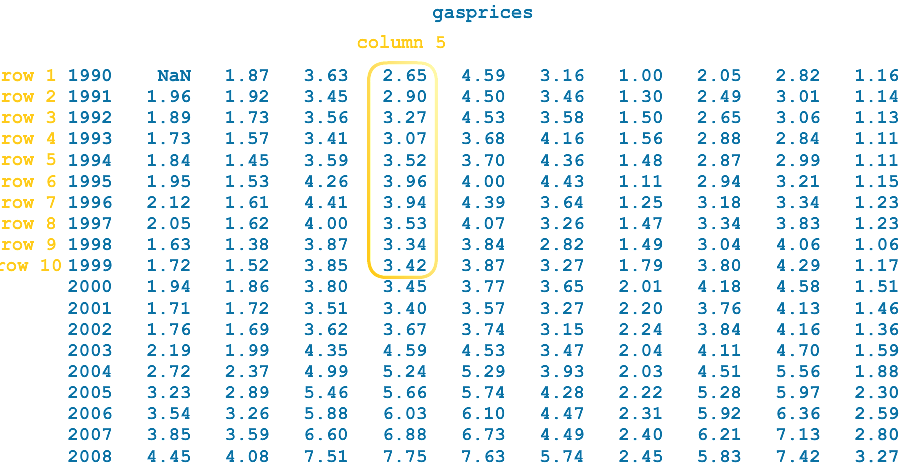 gasprices
column 5
row 1 1990 NaN 1.87 3.63 2.65 4.59 3.16 1.00 2.05 2.82 1.16
row 2 1991 1.96 1.92 3.45 2.90 4.50 3.46 1.30 2.49 3.01 1.14
row 3 1992 1.89 1.73 3.56 3.27 4.53 3.58 1.50 2.65 3.06 1.13
row 4 1993 1.73 1.57 3.41 3.07 3.68 4.16 1.56 2.88 2.84 1.11
row 5 1994 1.84 1.45 3.59 3.52 3.70 4.36 1.48 2.87 2.99 1.11
row 6 1995 1.95 1.53 4.26 3.96 4.00 4.43 1.11 2.94 3.21 1.15
row 7 1996 2.12 1.61 4.41 3.94 4.39 3.64 1.25 3.18 3.34 1.23
row 8 1997 2.05 1.62 4.00 3.53 4.07 3.26 1.47 3.34 3.83 1.23
row 9 1998 1.63 1.38 3.87 3.34 3.84 2.82 1.49 3.04 4.06 1.06
row 10 1999 1.72 1.52 3.85 3.42 3.87 3.27 1.79 3.80 4.29 1.17
2000 1.94 1.86 3.80 3.45 3.77 3.65 2.01 4.18 4.58 1.51
2001 1.71 1.72 3.51 3.40 3.57 3.27 2.20 3.76 4.13 1.46
2002 1.76 1.69 3.62 3.67 3.74 3.15 2.24 3.84 4.16 1.36
2003 2.19 1.99 4.35 4.59 4.53 3.47 2.04 4.11 4.70 1.59
2004 2.72 2.37 4.99 5.24 5.29 3.93 2.03 4.51 5.56 1.88
2005 3.23 2.89 5.46 5.66 5.74 4.28 2.22 5.28 5.97 2.30
2006 3.54 3.26 5.88 6.03 6.10 4.47 2.31 5.92 6.36 2.59
2007 3.85 3.59 6.60 6.88 6.73 4.49 2.40 6.21 7.13 2.80
2008 4.45 4.08 7.51 7.75 7.63 5.74 2.45 5.83 7.42 3.27